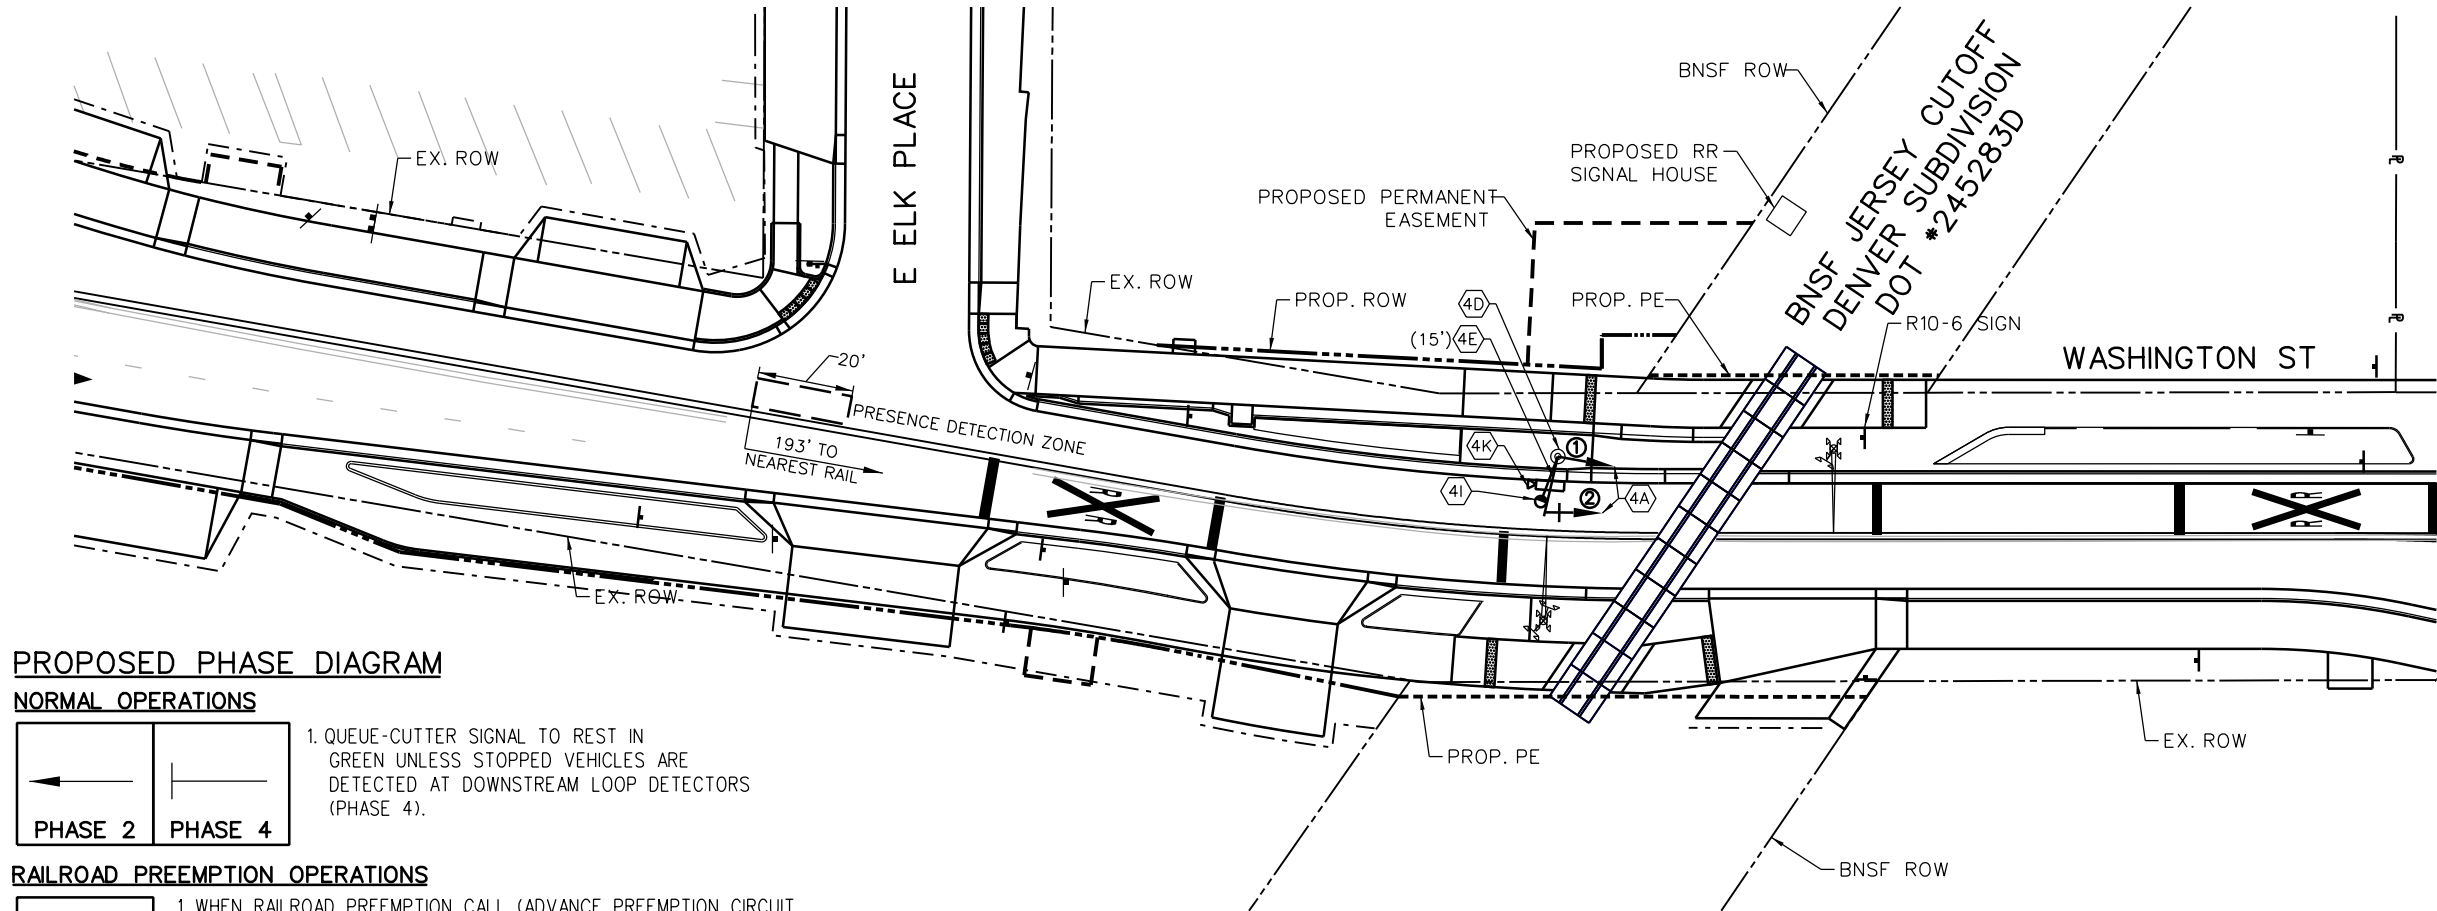 BNSF ROW
BNSF JERSEY CUTOFF
DENVER SUBDIVISION
DOT *245283D
E ELK PLACE
EX. ROW
PROPOSED RR
SIGNAL HOUSE
PROPOSED PERMANENT
EASEMENT
EX. ROW
PROP. ROW
4D
PROP. PE
(15') 4E
R10-6 SIGN
WASHINGTON ST
20'
PRESENCE DETECTION ZONE
193' TO
NEAREST RAIL
4K
1
4I
2
4A
R R
R R
EX. ROW
PROP. PE
EX. ROW
BNSF ROW
PROPOSED PHASE DIAGRAM
NORMAL OPERATIONS
PHASE 2
PHASE 4
1. QUEUE-CUTTER SIGNAL TO REST IN
GREEN UNLESS STOPPED VEHICLES ARE
DETECTED AT DOWNSTREAM LOOP DETECTORS
(PHASE 4).
RAILROAD PREEMPTION OPERATIONS
1. WHEN RAILROAD PREEMPTION CALL (ADVANCE PREEMPTION CIRCUIT